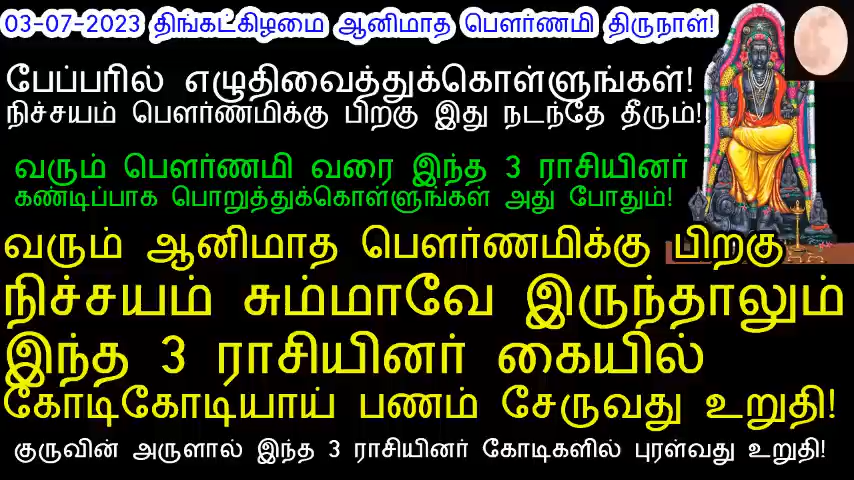 03-07-2023 திங்கட்கிழமை ஆனிமாத பௌர்ணமி திருநாள்!
பேப்பரில் எழுதிவைத்துக்கொள்ளுங்கள்!
நிச்சயம் பௌர்ணமிக்கு பிறகு இது நடந்தே தீரும்!
வரும் பௌர்ணமி வரை இந்த 3 ராசியினர்
கண்டிப்பாக பொறுத்துக்கொள்ளுங்கள் அது போதும்!
வரும் ஆனிமாத பௌர்ணமிக்கு பிறகு
நிச்சயம் சும்மாவே இருந்தாலும்
இந்த 3 ராசியினர் கையில்
கோடிகோடியாய் பணம் சேருவது உறுதி!
குருவின் அருளால் இந்த 3 ராசியினர் கோடிகளில் புரள்வது உறுதி!